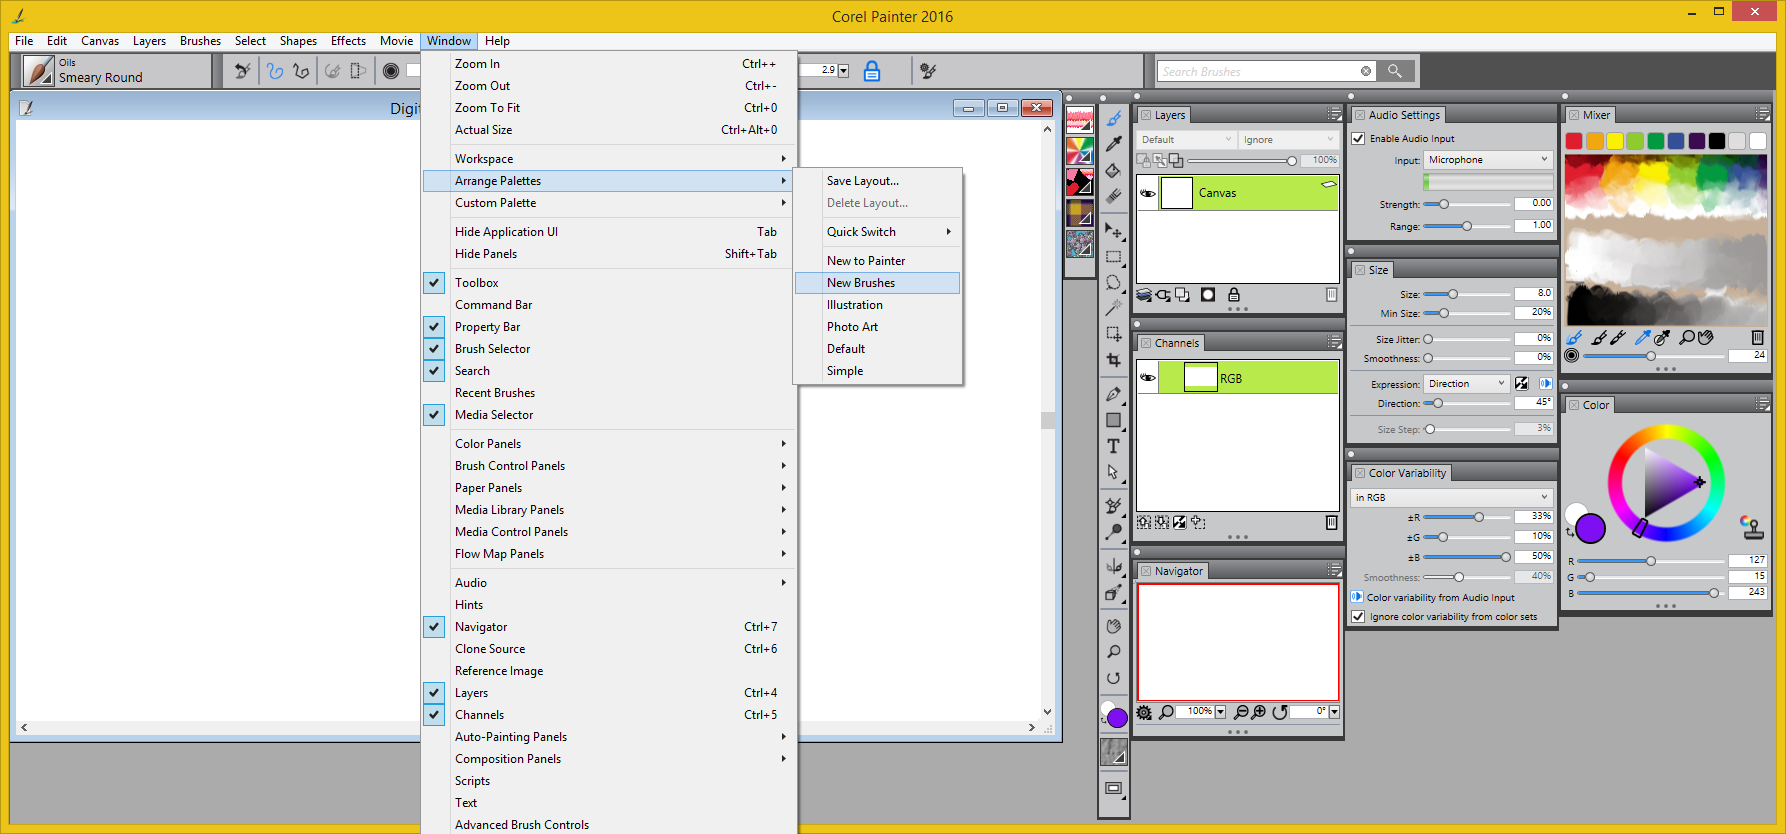 Corel Painter 2016
File Edit Canvas Layers Brushes Select Shapes Effects Movie Window Help
Oils
Smeary Round
2.9
Search Brushes
Digit
Zoom In Ctrl++
Zoom Out Ctrl+-
Zoom To Fit Ctrl+0
Actual Size Ctrl+Alt+0
Workspace
Arrange Palettes
Custom Palette
Hide Application UI Tab
Hide Panels Shift+Tab
Toolbox
Command Bar
Property Bar
Brush Selector
Search
Recent Brushes
Media Selector
Color Panels
Brush Control Panels
Paper Panels
Media Library Panels
Media Control Panels
Flow Map Panels
Audio
Hints
Navigator Ctrl+7
Clone Source Ctrl+6
Reference Image
Layers Ctrl+4
Channels Ctrl+5
Auto-Painting Panels
Composition Panels
Scripts
Text
Advanced Brush Controls
Save Layout...
Delete Layout...
Quick Switch
New to Painter
New Brushes
Illustration
Photo Art
Default
Simple
T
Layers
Default Ignore
100%
Canvas
Channels
RGB
Navigator
100% 0°
Audio Settings
Enable Audio Input
Input: Microphone
Strength: 0.00
Range: 1.00
Size
Size: 8.0
Min Size: 20%
Size Jitter: 0%
Smoothness: 0%
Expression: Direction
Direction: 45°
Size Step: 3%
Color Variability
in RGB
±R 33%
±G 10%
±B 50%
Smoothness: 40%
Color variability from Audio Input
Ignore color variability from color sets
Mixer
24
Color
R 127
G 15
B 243